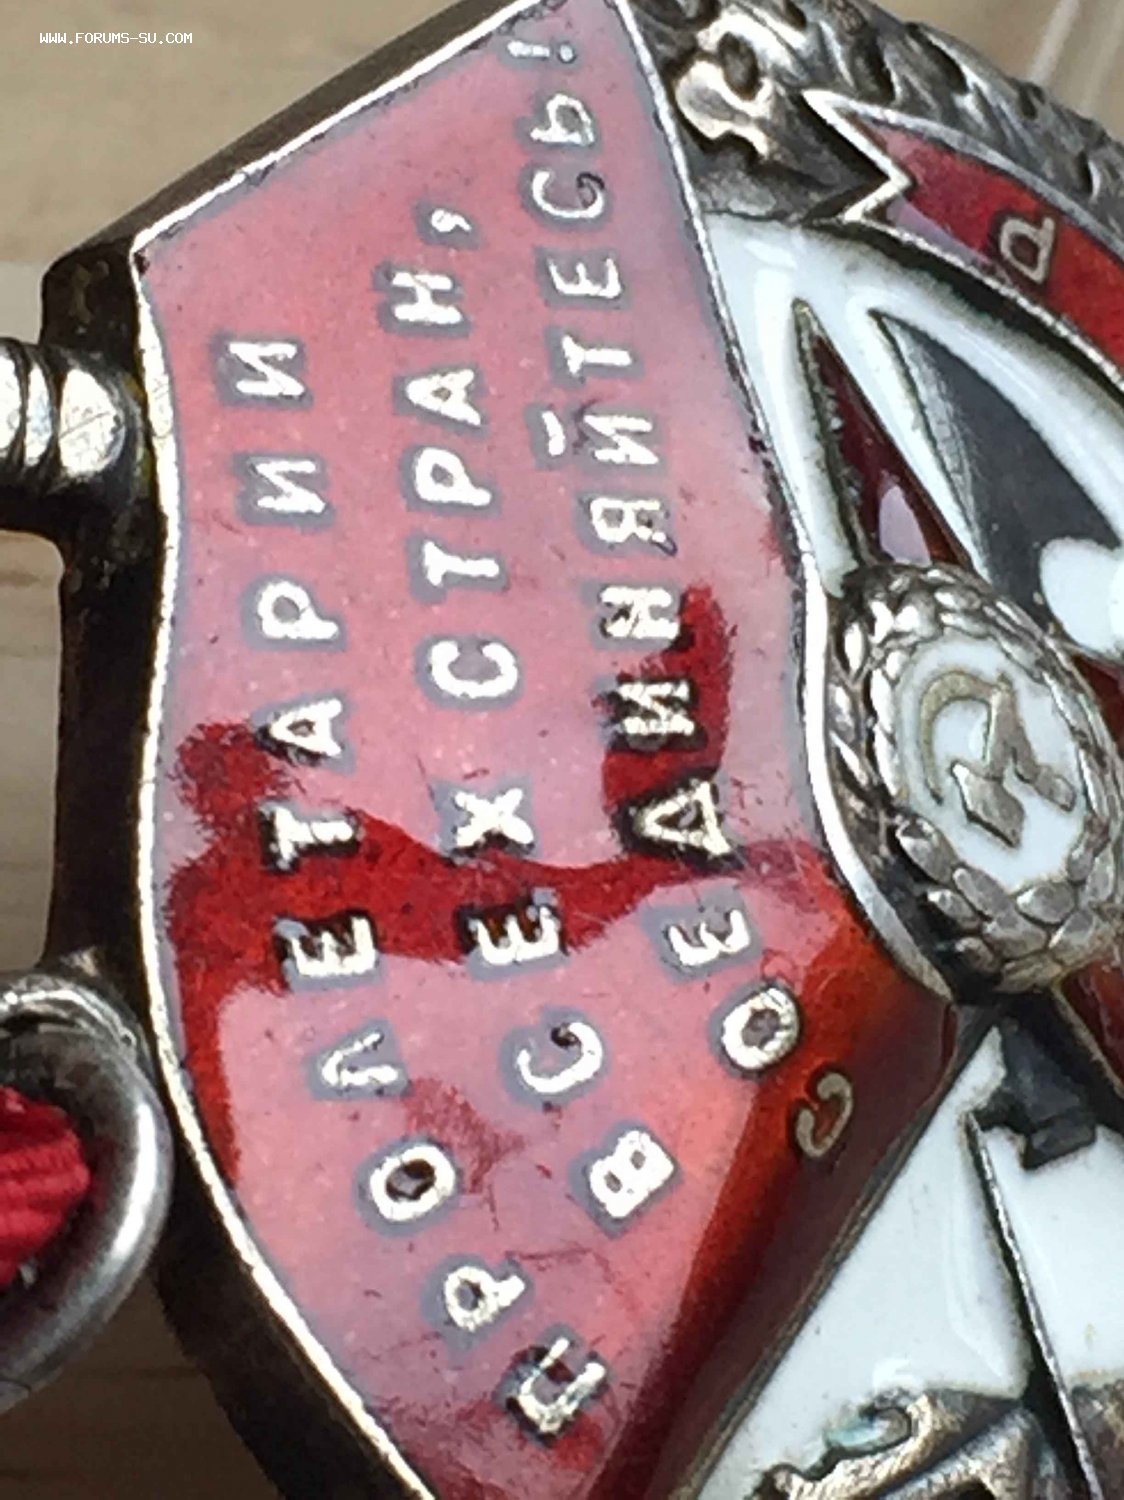 WWW.FORUMS-SU.COM
ПРОЛЕТАРИИ
ВСЕХ СТРАН,
СОЕДИНЯЙТЕСЬ!